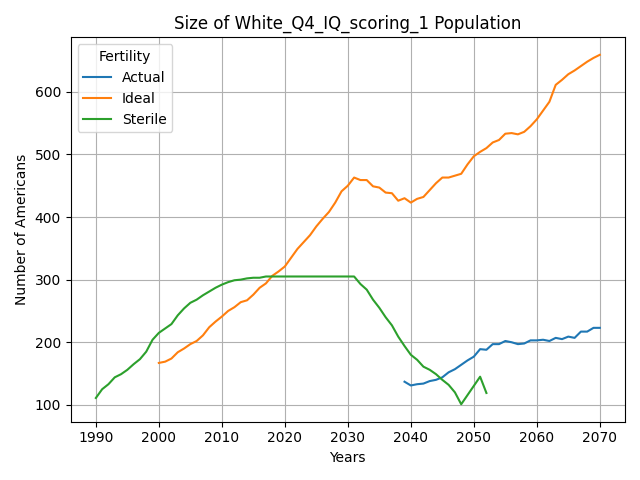 Size of White_Q4_IQ_scoring_1 Population
Fertility
Actual
Ideal
Sterile
Number of Americans
600
500
400
300
200
100
1990 2000 2010 2020 2030 2040 2050 2060 2070
Years